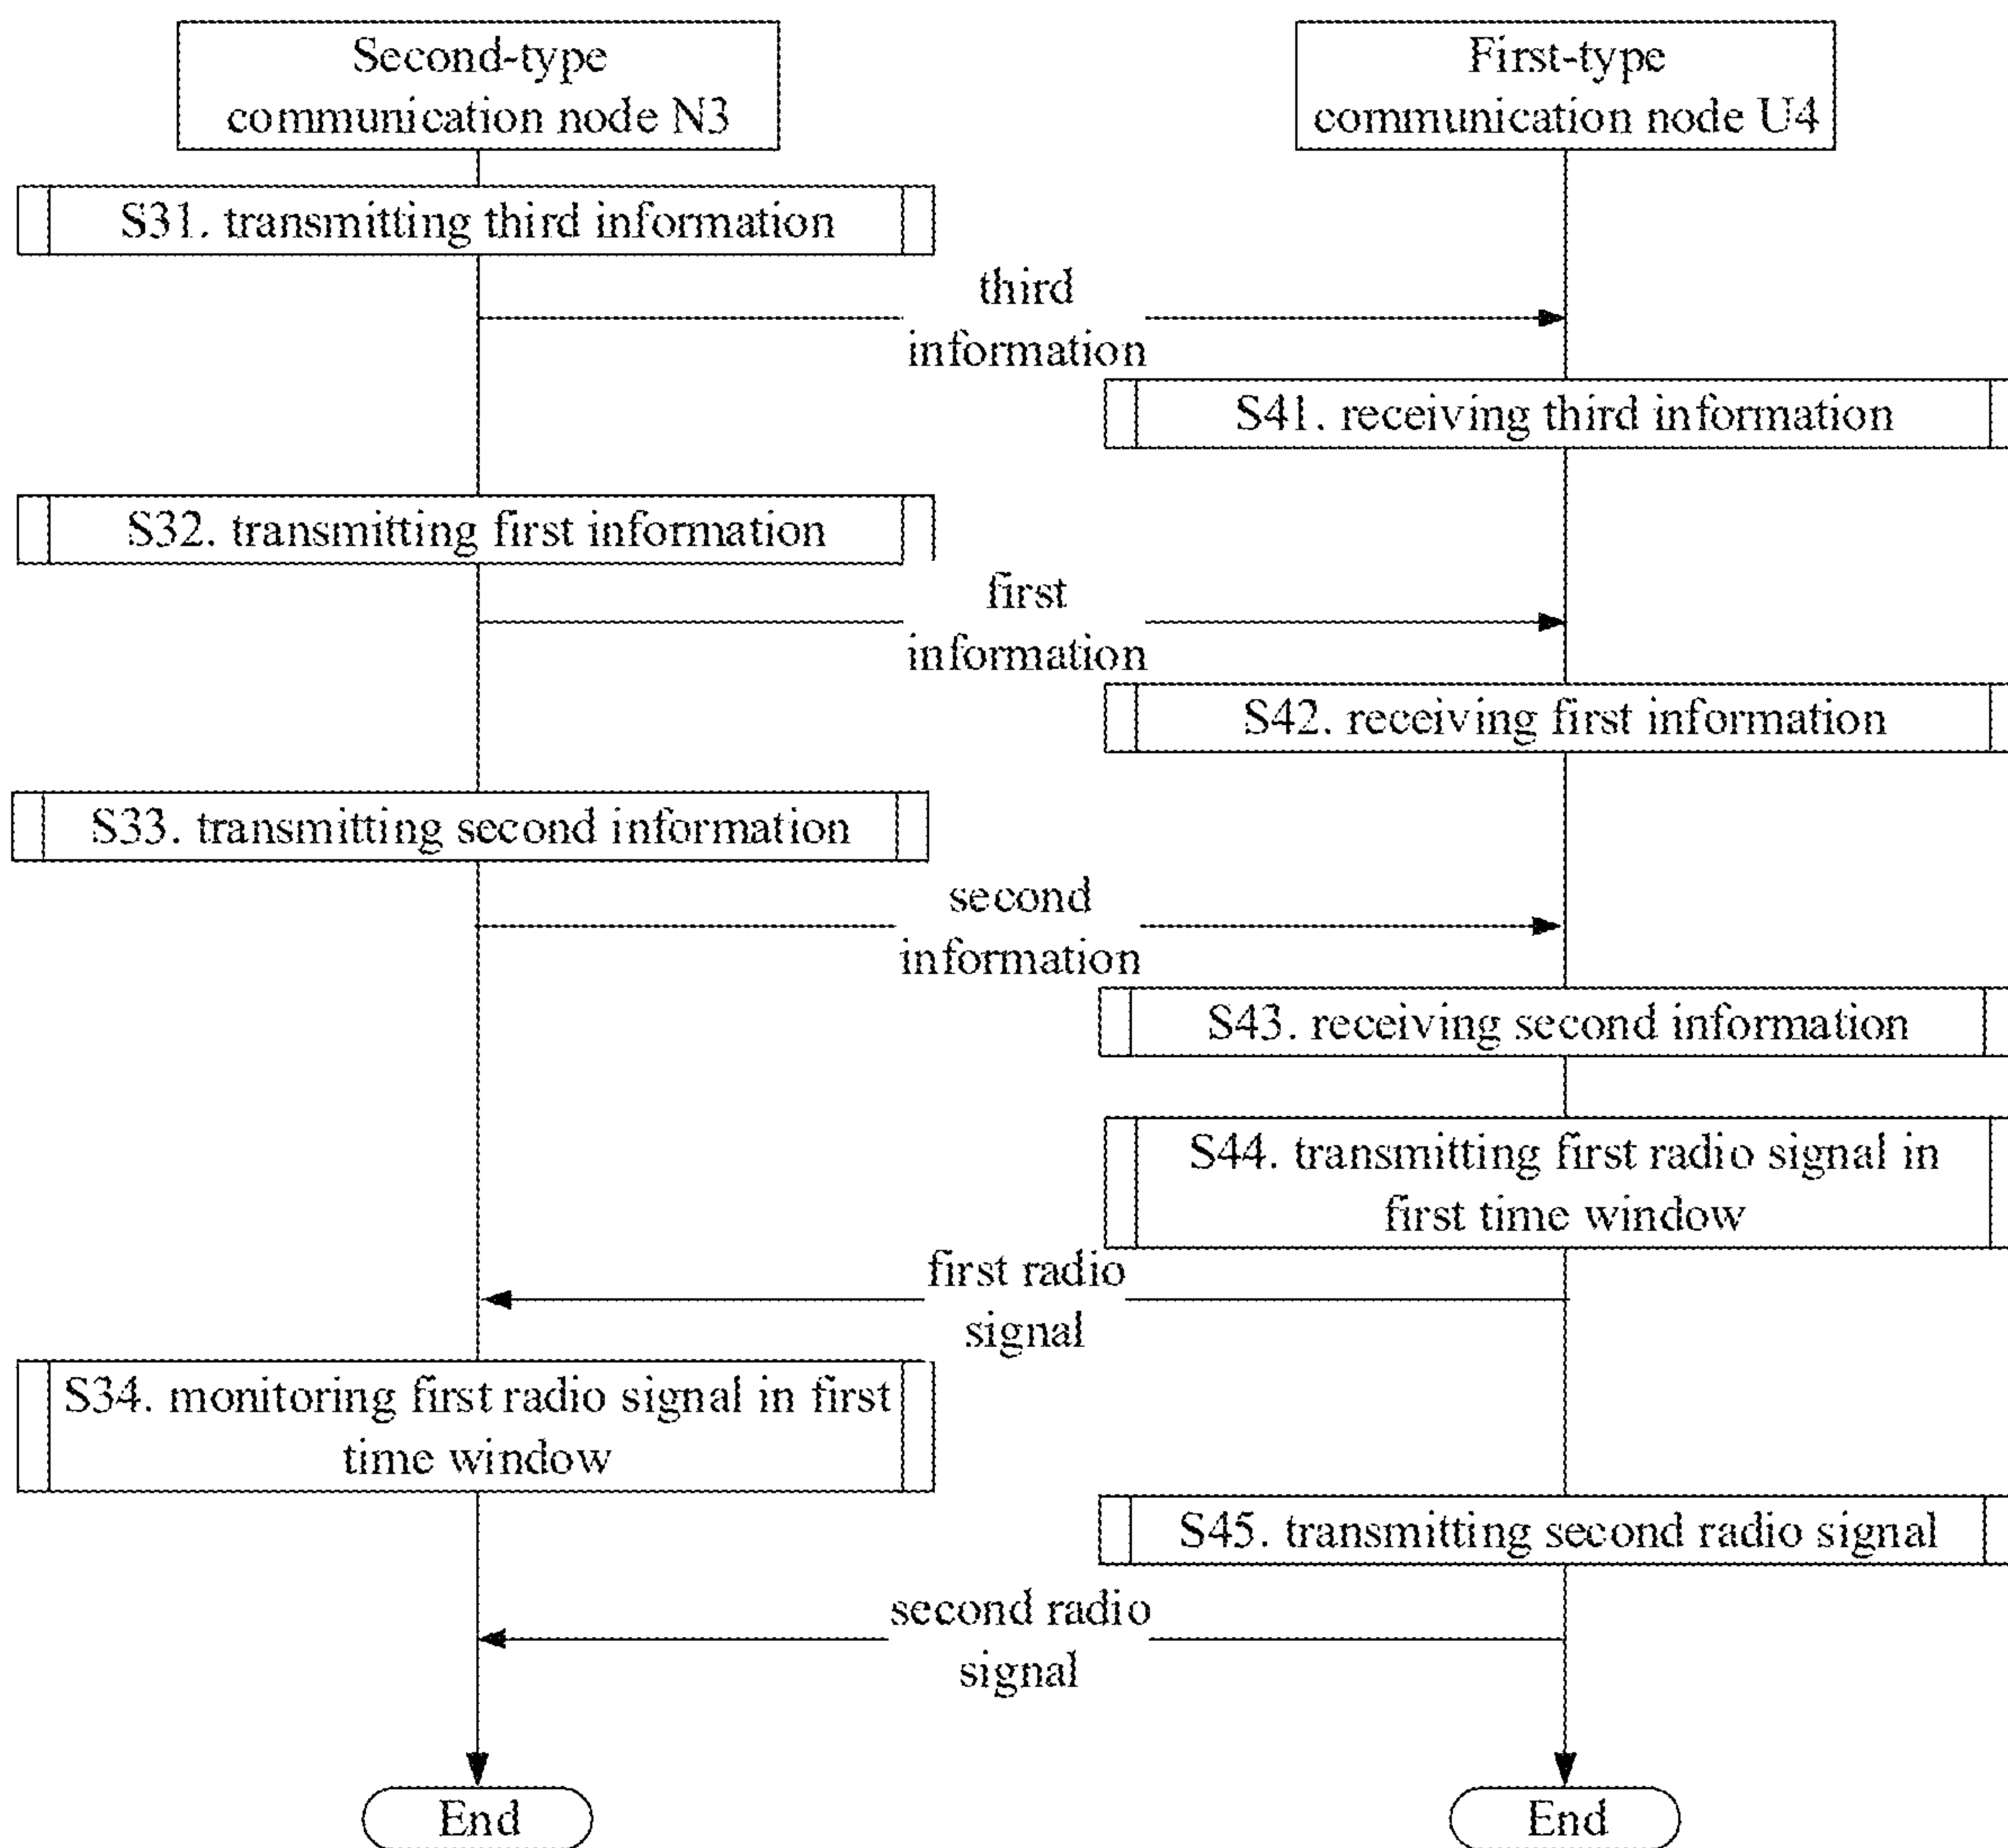 Second-type
communication node N3
First-type
communication node U4
S31. transmitting third information
third
information
S41. receiving third information
S32. transmitting first information
first
information
S42. receiving first information
S33. transmitting second information
second
information
S43. receiving second information
S44. transmitting first radio signal in
first time window
first radio
signal
S34. monitoring first radio signal in first
time window
S45. transmitting second radio signal
second radio
signal
End
End